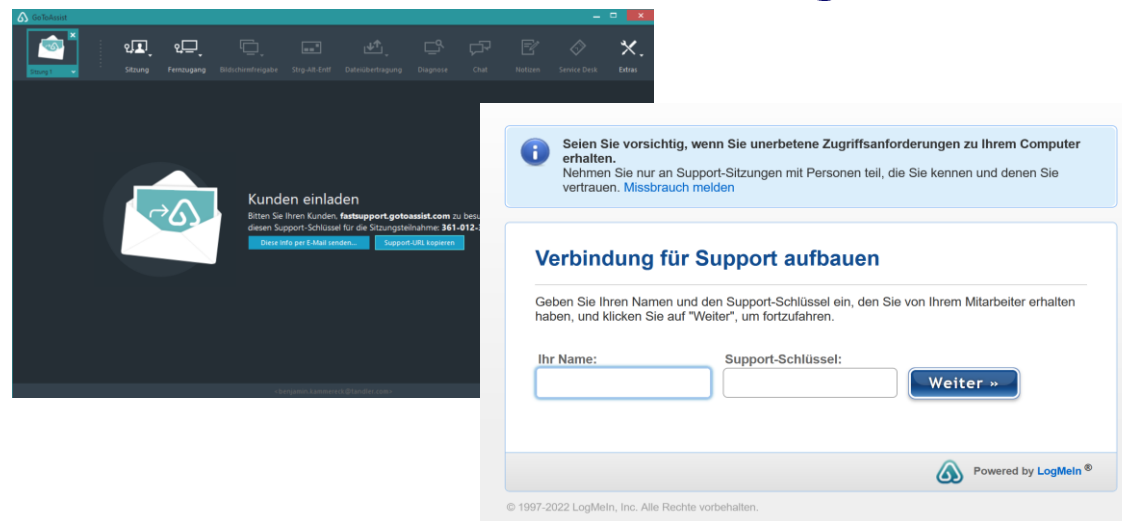 GoToAssist
Sitzung 1
Sitzung
Fernzugang
Bildschirmfreigabe
Strg-Alt-Entf
Datenübertragung
Diagnose
Chat
Notizen
Service Desk
Extras
Kunden einladen
Bitten Sie Ihren Kunden, fastsupport.gotoassist.com zu besu
diesen Support-Schlüssel für die Sitzungsteilnahme: 361-012-
Diese Info per E-Mail senden...
Support-URL kopieren
Seien Sie vorsichtig, wenn Sie unerbetene Zugriffsanforderungen zu Ihrem Computer
erhalten.
Nehmen Sie nur an Support-Sitzungen mit Personen teil, die Sie kennen und denen Sie
vertrauen. Missbrauch melden
Verbindung für Support aufbauen
Geben Sie Ihren Namen und den Support-Schlüssel ein, den Sie von Ihrem Mitarbeiter erhalten
haben, und klicken Sie auf "Weiter", um fortzufahren.
Ihr Name:
Support-Schlüssel:
Weiter »
Powered by LogMeIn ®
© 1997-2022 LogMeIn, Inc. Alle Rechte vorbehalten.